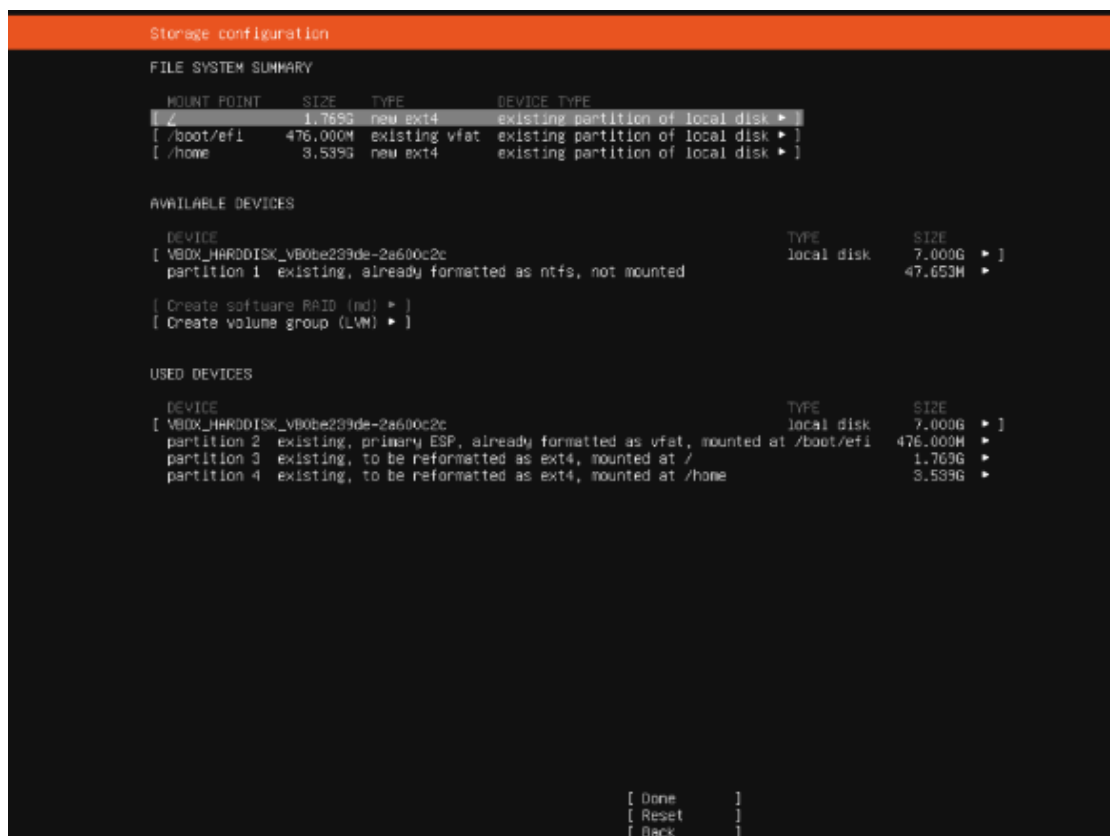 Storage configuration
FILE SYSTEM SUMMARY
MOUNT POINT SIZE TYPE DEVICE TYPE
[ / 1.769G new ext4 existing partition of local disk ▸ ]
[ /boot/efi 476.000M existing vfat existing partition of local disk ▸ ]
[ /home 3.539G new ext4 existing partition of local disk ▸ ]
AVAILABLE DEVICES
DEVICE TYPE SIZE
[ VBOX_HARDDISK_VB0be239de-2a600c2c local disk 7.000G ▸ ]
partition 1 existing, already formatted as ntfs, not mounted 47.653M ▸
[ Create software RAID (md) ▸ ]
[ Create volume group (LVM) ▸ ]
USED DEVICES
DEVICE TYPE SIZE
[ VBOX_HARDDISK_VB0be239de-2a600c2c local disk 7.000G ▸ ]
partition 2 existing, primary ESP, already formatted as vfat, mounted at /boot/efi 476.000M ▸
partition 3 existing, to be reformatted as ext4, mounted at / 1.769G ▸
partition 4 existing, to be reformatted as ext4, mounted at /home 3.539G ▸
[ Done ]
[ Reset ]
[ Back ]